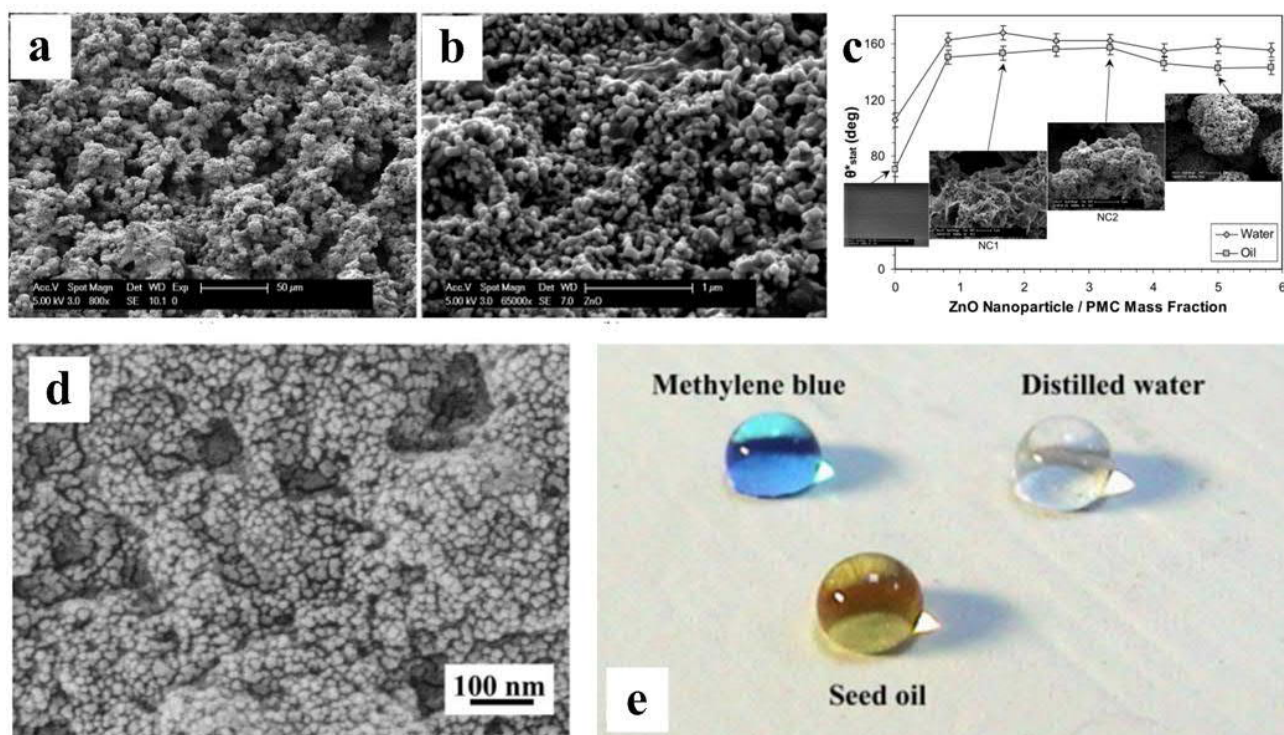 a
Acc.V Spot Magn Det WD Exp
5.00 kV 3.0 800x SE 10.1 0
50 μm
b
Acc.V Spot Magn Det WD
5.00 kV 3.0 65000x SE 7.0 ZnO
1 μm
c
160
120
80
0
θ*stat (deg)
NC1
NC2
Water
Oil
0 1 2 3 4 5 6
ZnO Nanoparticle / PMC Mass Fraction
d
100 nm
Methylene blue
Distilled water
Seed oil
e